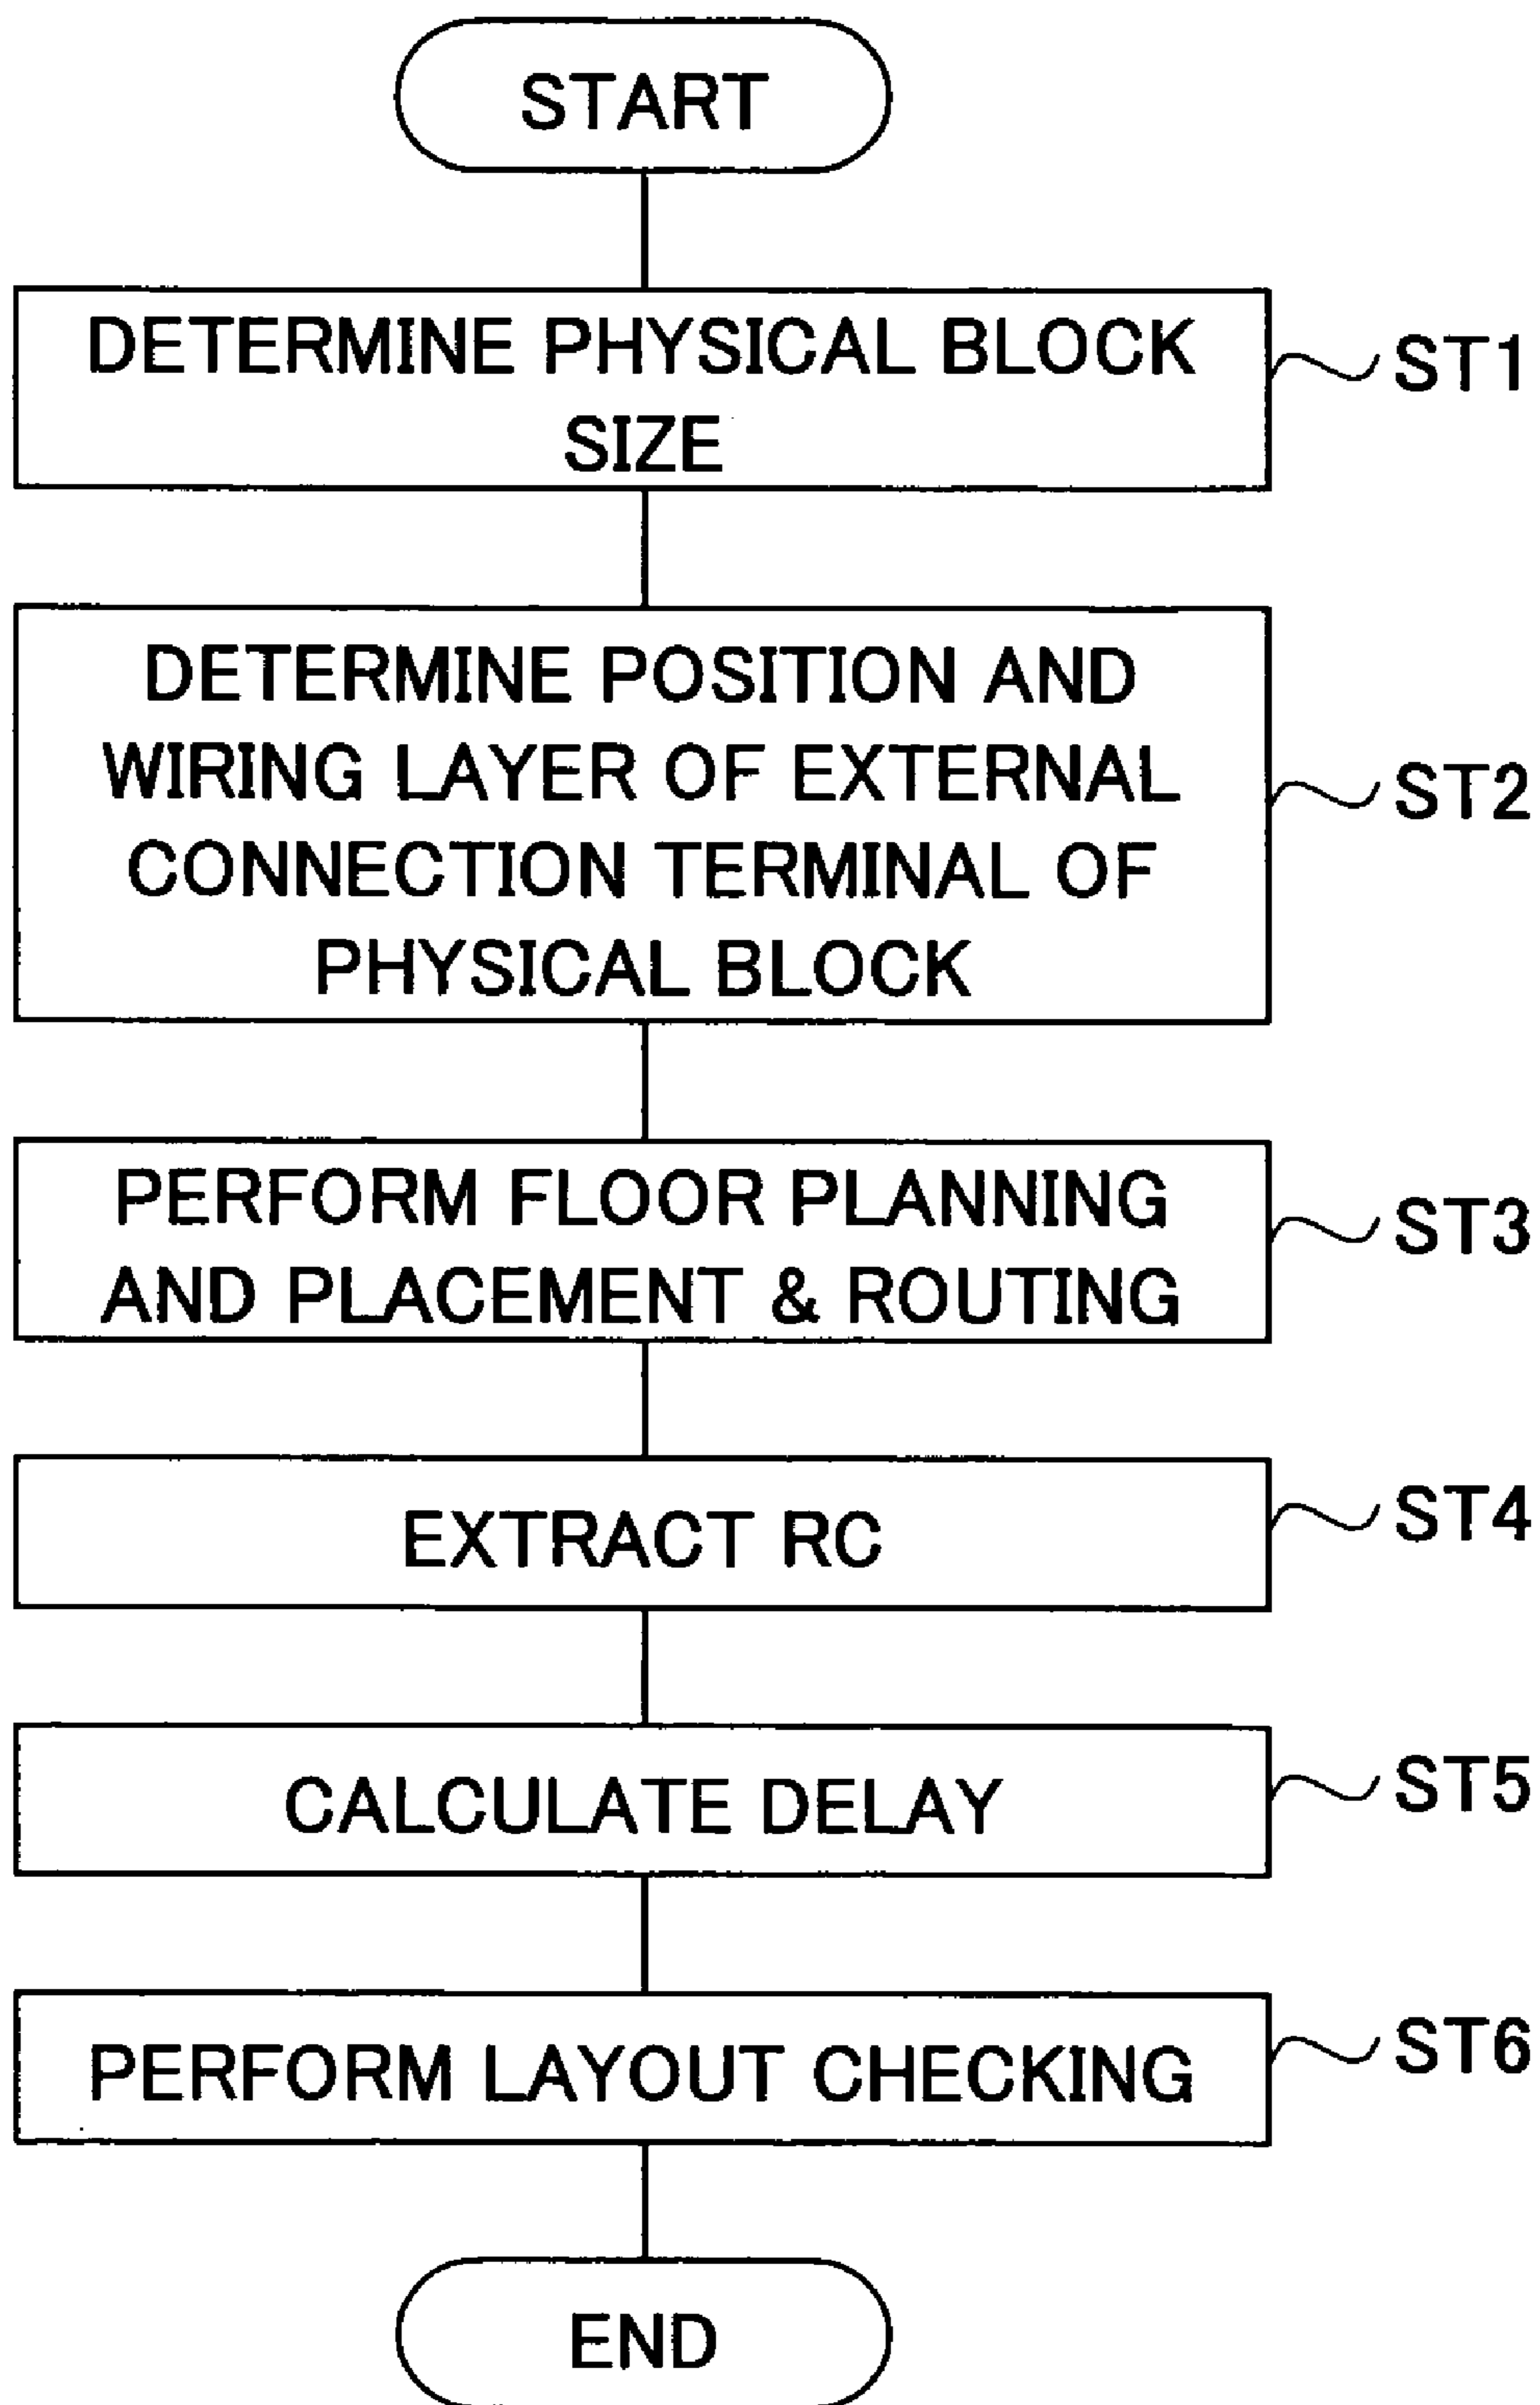 START
DETERMINE PHYSICAL BLOCK
SIZE
ST1
DETERMINE POSITION AND
WIRING LAYER OF EXTERNAL
CONNECTION TERMINAL OF
PHYSICAL BLOCK
ST2
PERFORM FLOOR PLANNING
AND PLACEMENT & ROUTING
ST3
EXTRACT RC
ST4
CALCULATE DELAY
ST5
PERFORM LAYOUT CHECKING
ST6
END